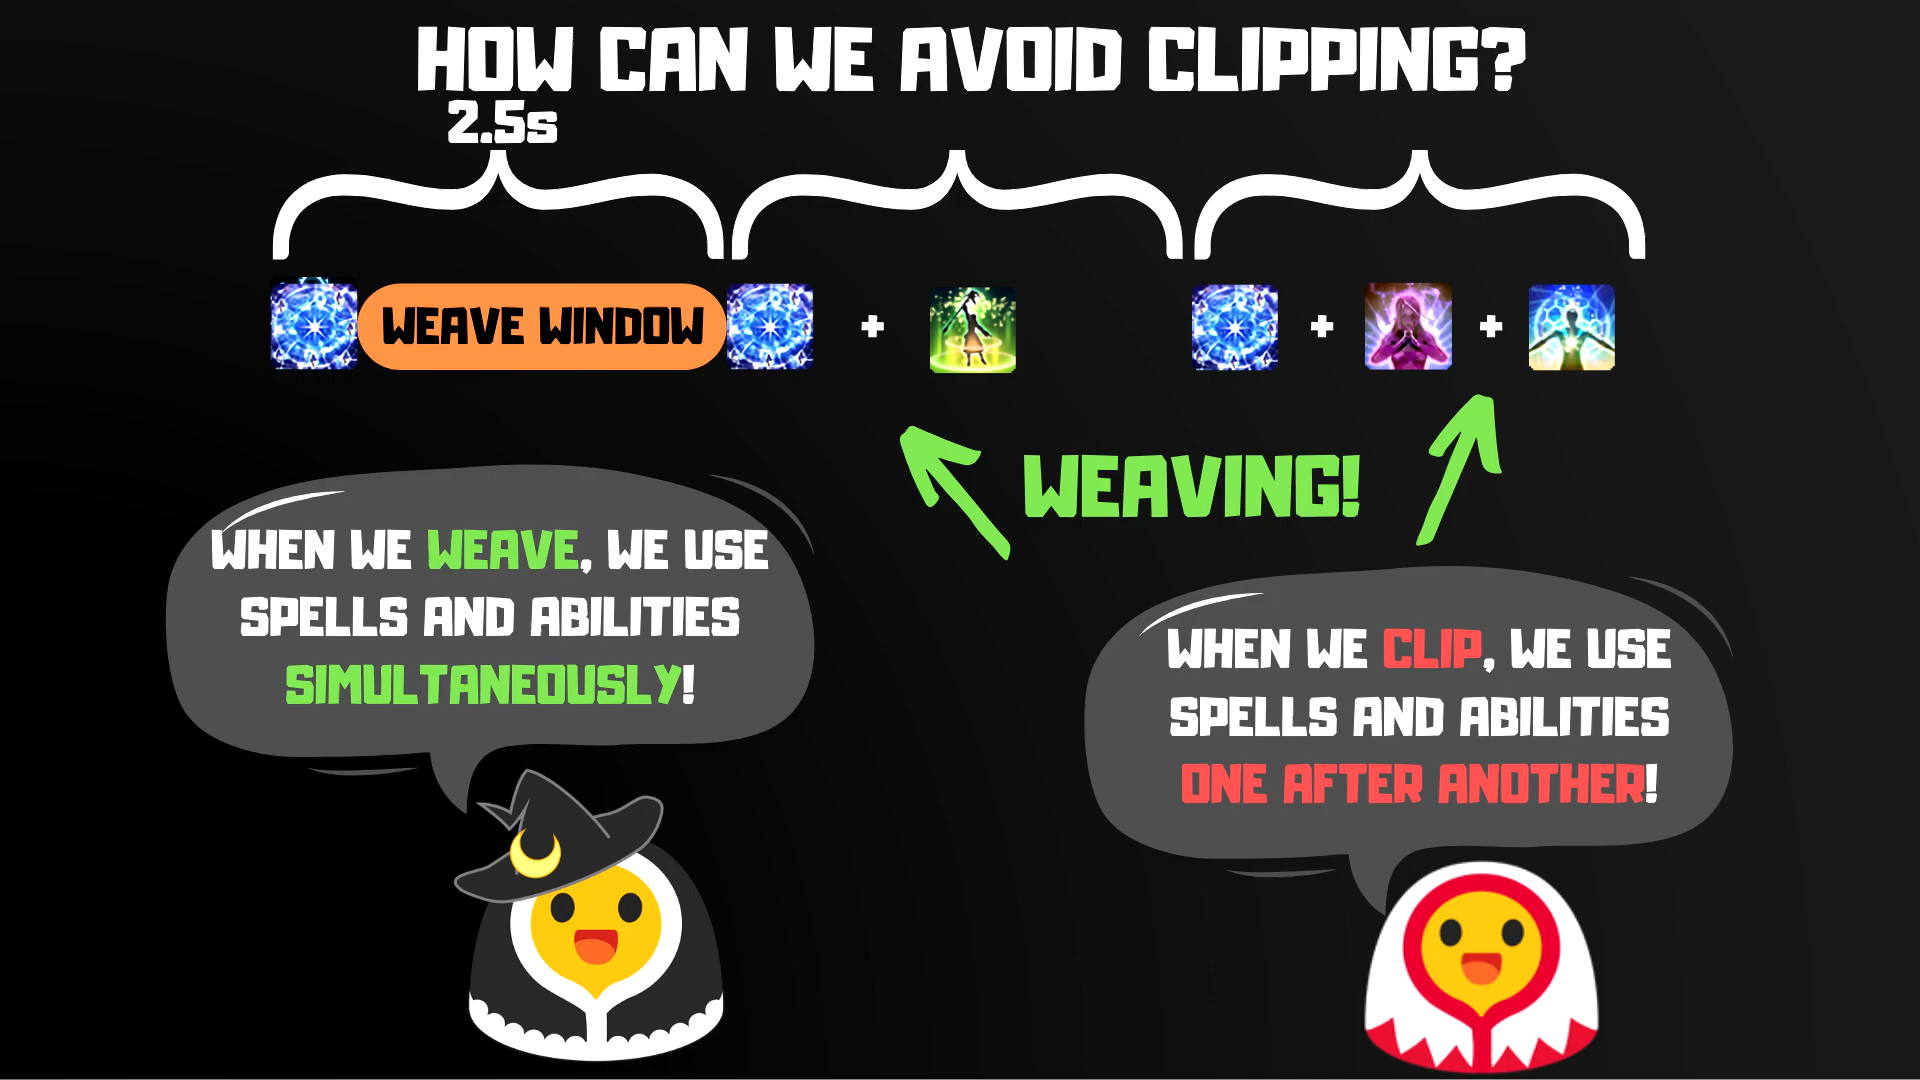 HOW CAN WE AVOID CLIPPING?
2.5s
WEAVE WINDOW + + +
WEAVING!
WHEN WE WEAVE, WE USE
SPELLS AND ABILITIES
SIMULTANEOUSLY!
WHEN WE CLIP, WE USE
SPELLS AND ABILITIES
ONE AFTER ANOTHER!